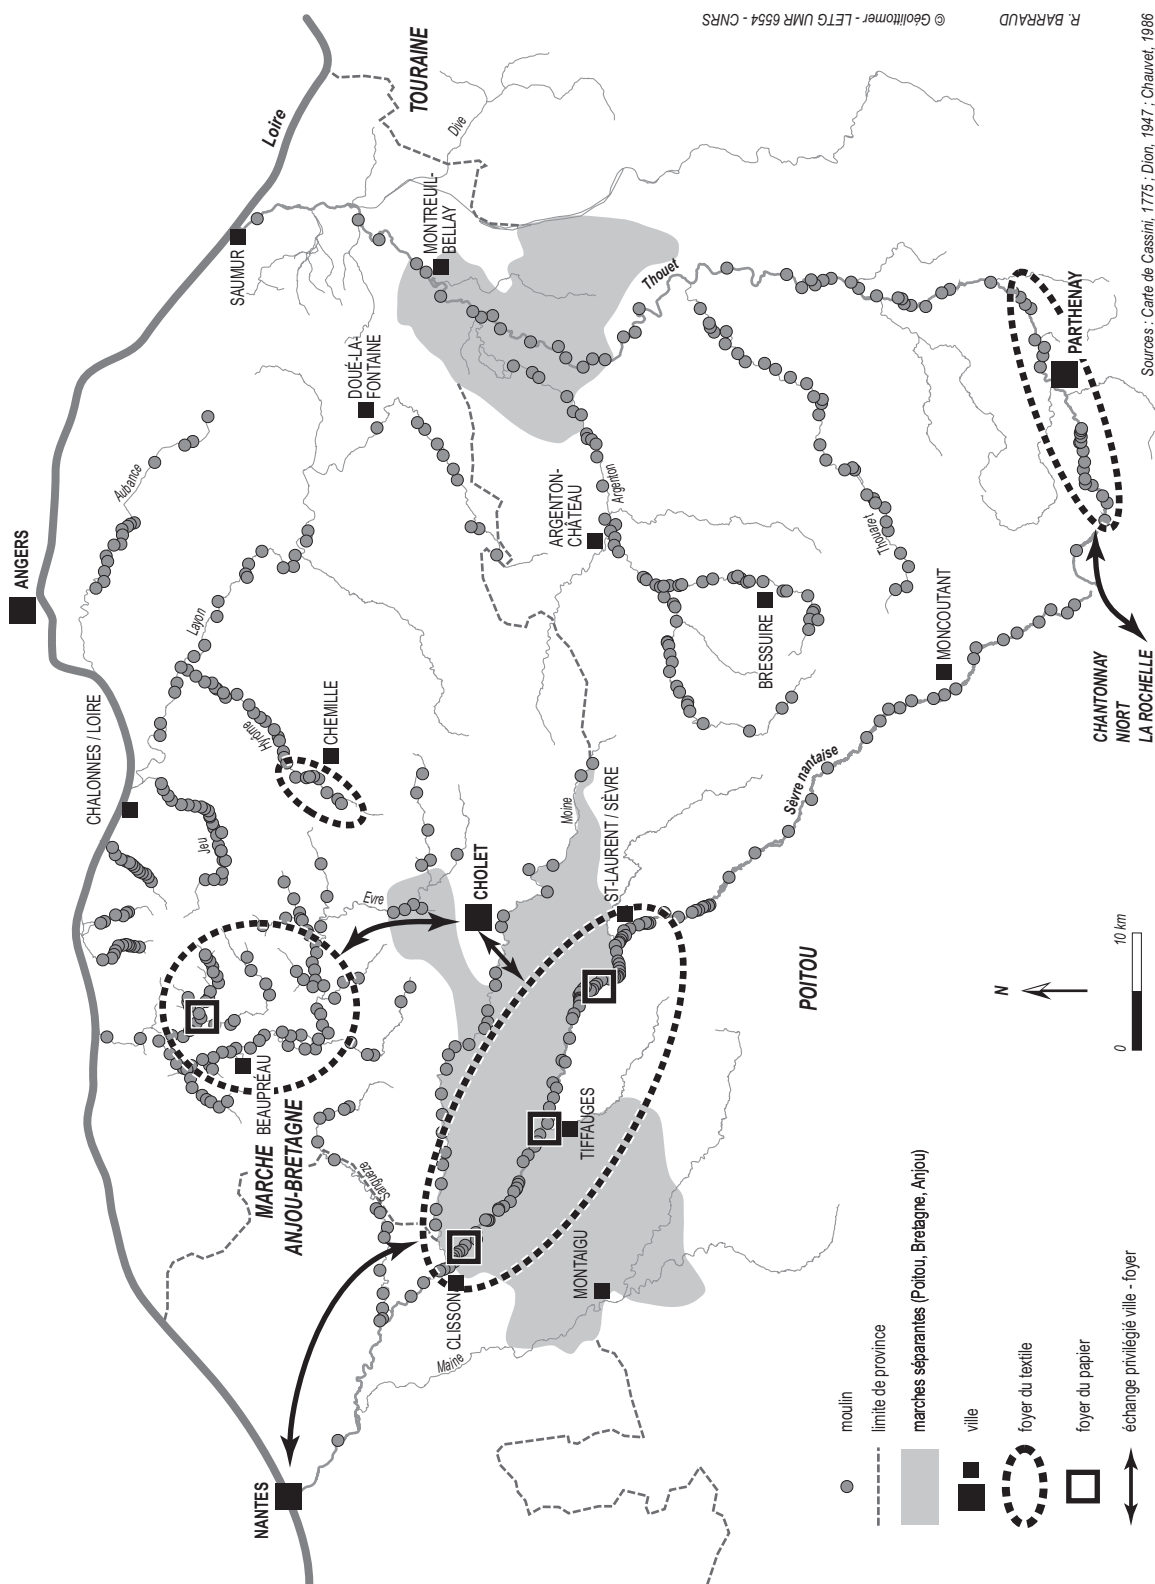 NANTES
Loire
ANGERS
SAUMUR
TOURAINE
Dive
MONTREUIL-
BELLAY
DOUÉ-LA-
FONTAINE
Aubance
Layon
CHALONNES / LOIRE
Hyrôme
CHEMILLE
Jeu
Evre
CHOLET
MARCHE
ANJOU-BRETAGNE
BEAUPRÉAU
Sanguèze
CLISSON
Maine
MONTAIGU
TIFFAUGES
ST-LAURENT / SÈVRE
Moine
ARGENTON-
CHÂTEAU
Argenton
Thouet
BRESSUIRE
Thouaret
MONCOUTANT
Sèvre nantaise
PARTHENAY
CHANTONNAY
NIORT
LA ROCHELLE
POITOU
N
0
10 km
moulin
limite de province
marches séparantes (Poitou, Bretagne, Anjou)
ville
foyer du textile
foyer du papier
échange privilégié ville - foyer
Sources : Carte de Cassini, 1775 ; Dion, 1947 ; Chauvet, 1986
R. BARRAUD
© Géolittomer - LETG UMR 6554 - CNRS